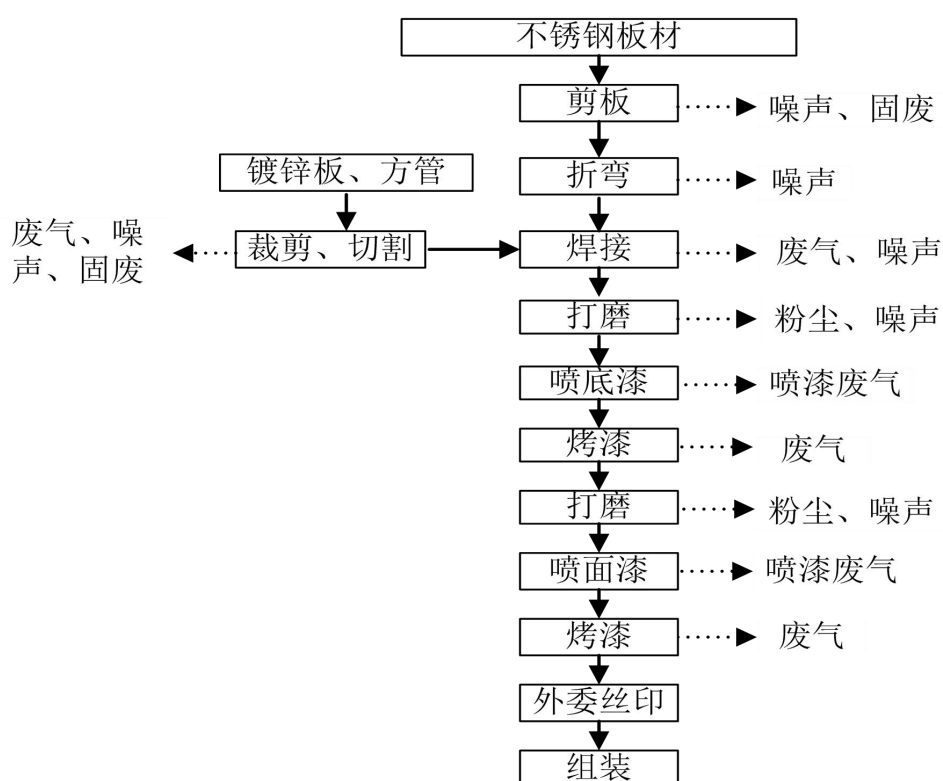 不锈钢板材
剪板
噪声、固废
镀锌板、方管
折弯
噪声
废气、噪
声、固废
裁剪、切割
焊接
废气、噪声
打磨
粉尘、噪声
喷底漆
喷漆废气
烤漆
废气
打磨
粉尘、噪声
喷面漆
喷漆废气
烤漆
废气
外委丝印
组装